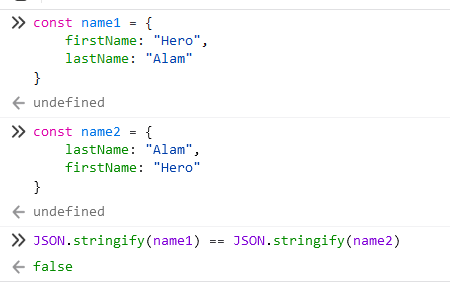 const name1 = {
    firstName: "Hero",
    lastName: "Alam"
}
undefined
const name2 = {
    lastName: "Alam",
    firstName: "Hero"
}
undefined
JSON.stringify(name1) == JSON.stringify(name2)
false